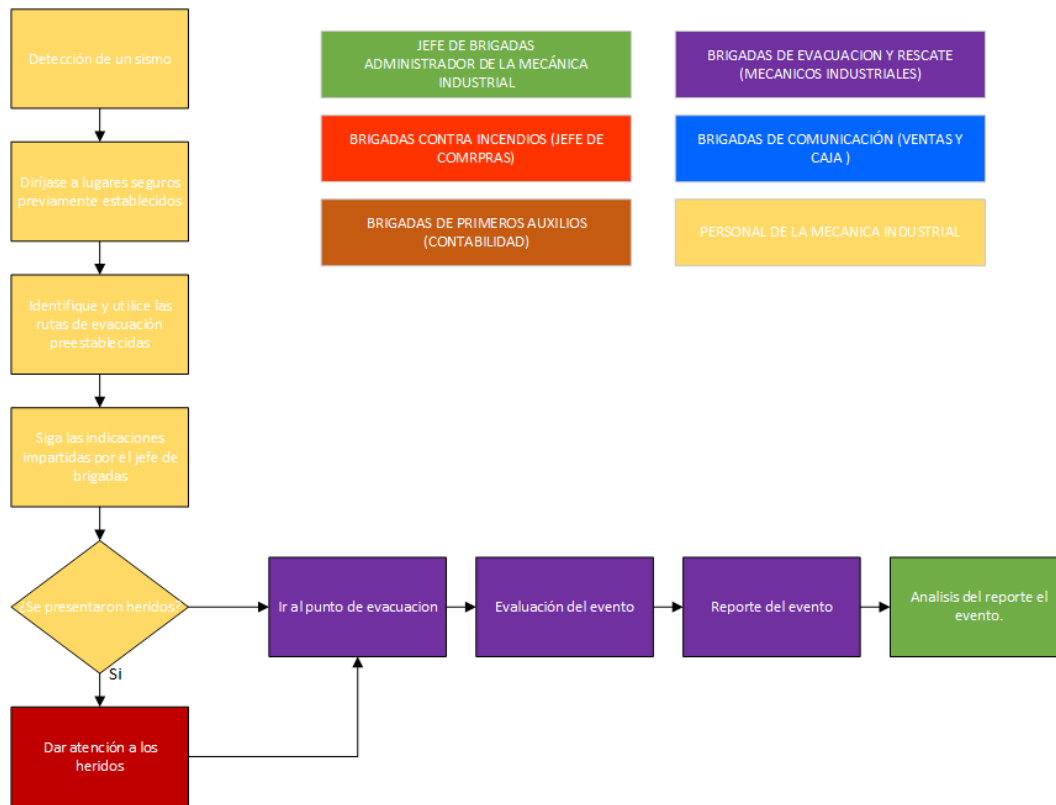 Detección de un sismo
Diríjase a lugares seguros
previamente establecidos
Identifique y utilice las
rutas de evacuación
preestablecidas
Siga las indicaciones
impartidas por el jefe de
brigadas
¿Se presentaron heridos?
Si
Dar atención a los
heridos
Ir al punto de evacuacion
Evaluación del evento
Reporte del evento
Analisis del reporte el
evento.
JEFE DE BRIGADAS
ADMINISTRADOR DE LA MECÁNICA
INDUSTRIAL
BRIGADAS DE EVACUACION Y RESCATE
(MECANICOS INDUSTRIALES)
BRIGADAS CONTRA INCENDIOS (JEFE DE
COMRPRAS)
BRIGADAS DE COMUNICACIÓN (VENTAS Y
CAJA )
BRIGADAS DE PRIMEROS AUXILIOS
(CONTABILIDAD)
PERSONAL DE LA MECANICA INDUSTRIAL